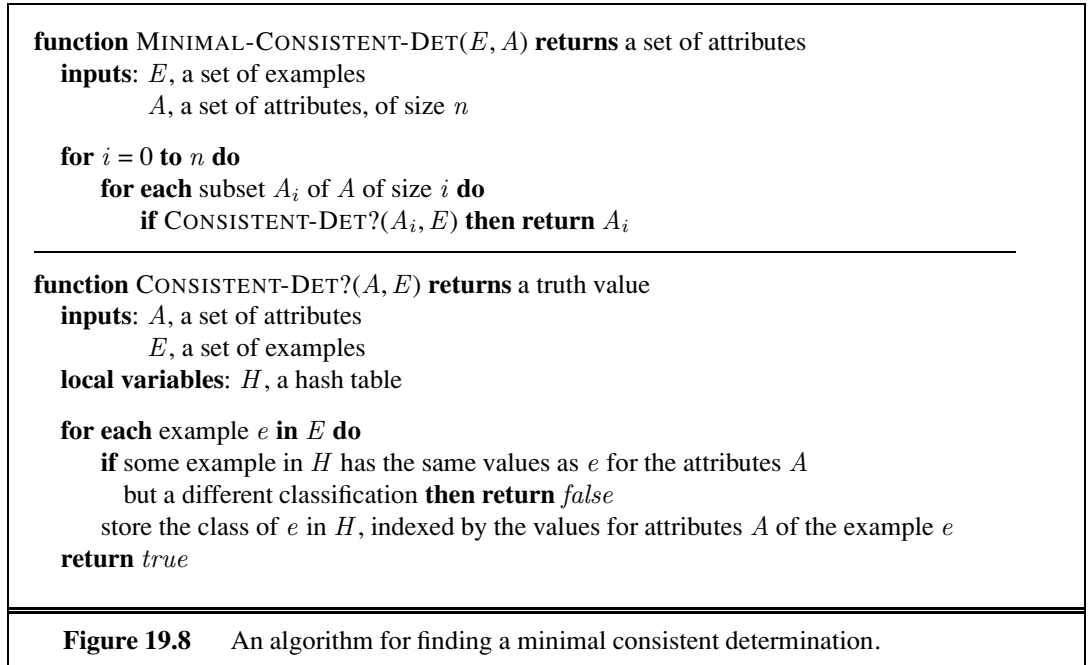 function MINIMAL-CONSISTENT-DET(E, A) returns a set of attributes
inputs: E, a set of examples
A, a set of attributes, of size n
for i = 0 to n do
for each subset Aᵢ of A of size i do
if CONSISTENT-DET?(Aᵢ, E) then return Aᵢ
function CONSISTENT-DET?(A, E) returns a truth value
inputs: A, a set of attributes
E, a set of examples
local variables: H, a hash table
for each example e in E do
if some example in H has the same values as e for the attributes A
but a different classification then return false
store the class of e in H, indexed by the values for attributes A of the example e
return true
Figure 19.8 An algorithm for finding a minimal consistent determination.